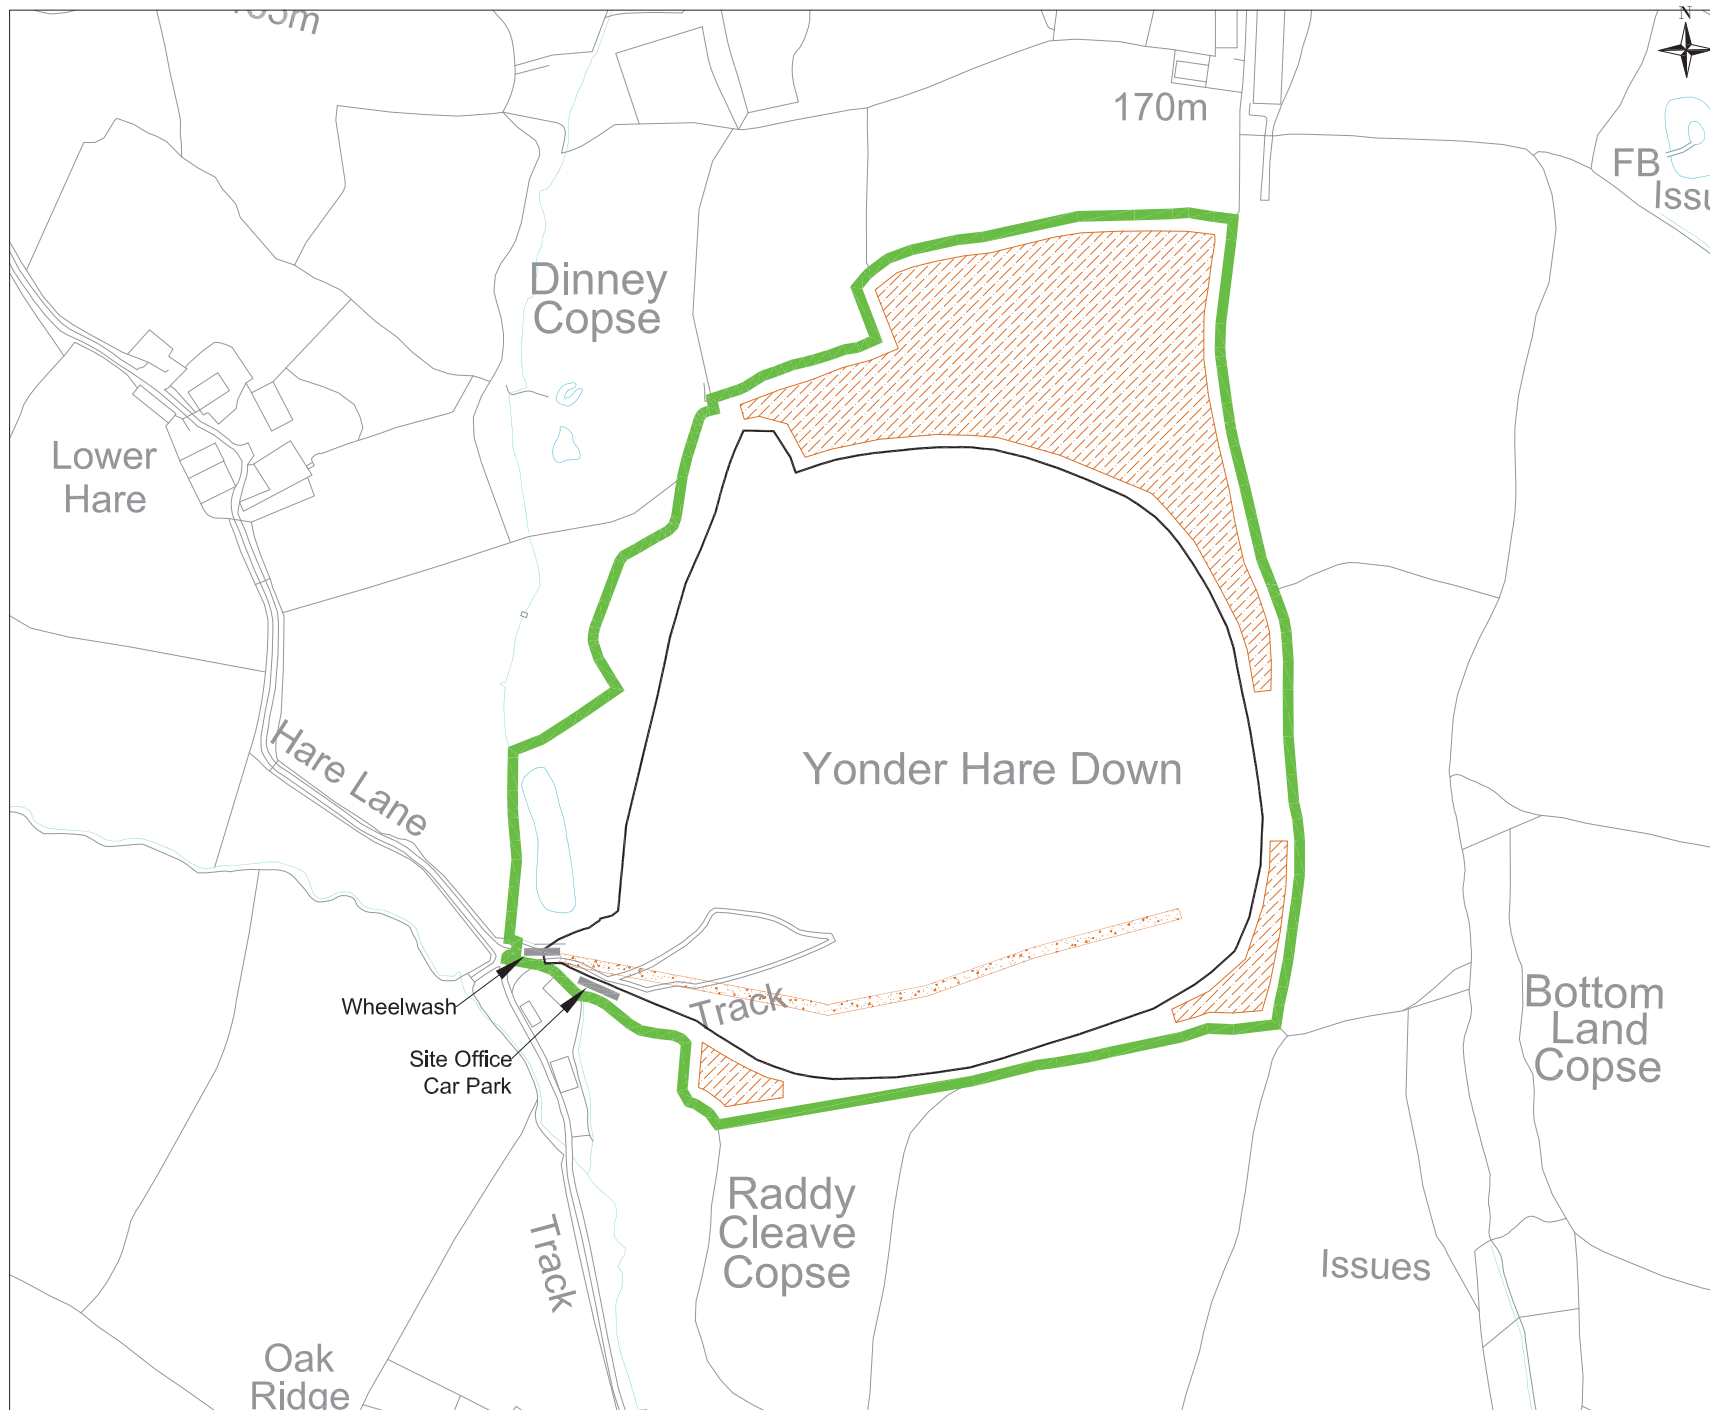 N
170m
FB
Dinney
Copse
Lower
Hare
Hare Lane
Yonder Hare Down
Wheelwash
Track
Site Office
Car Park
Bottom
Land
Copse
Raddy
Cleave
Copse
Track
Issues
Oak
Ridge